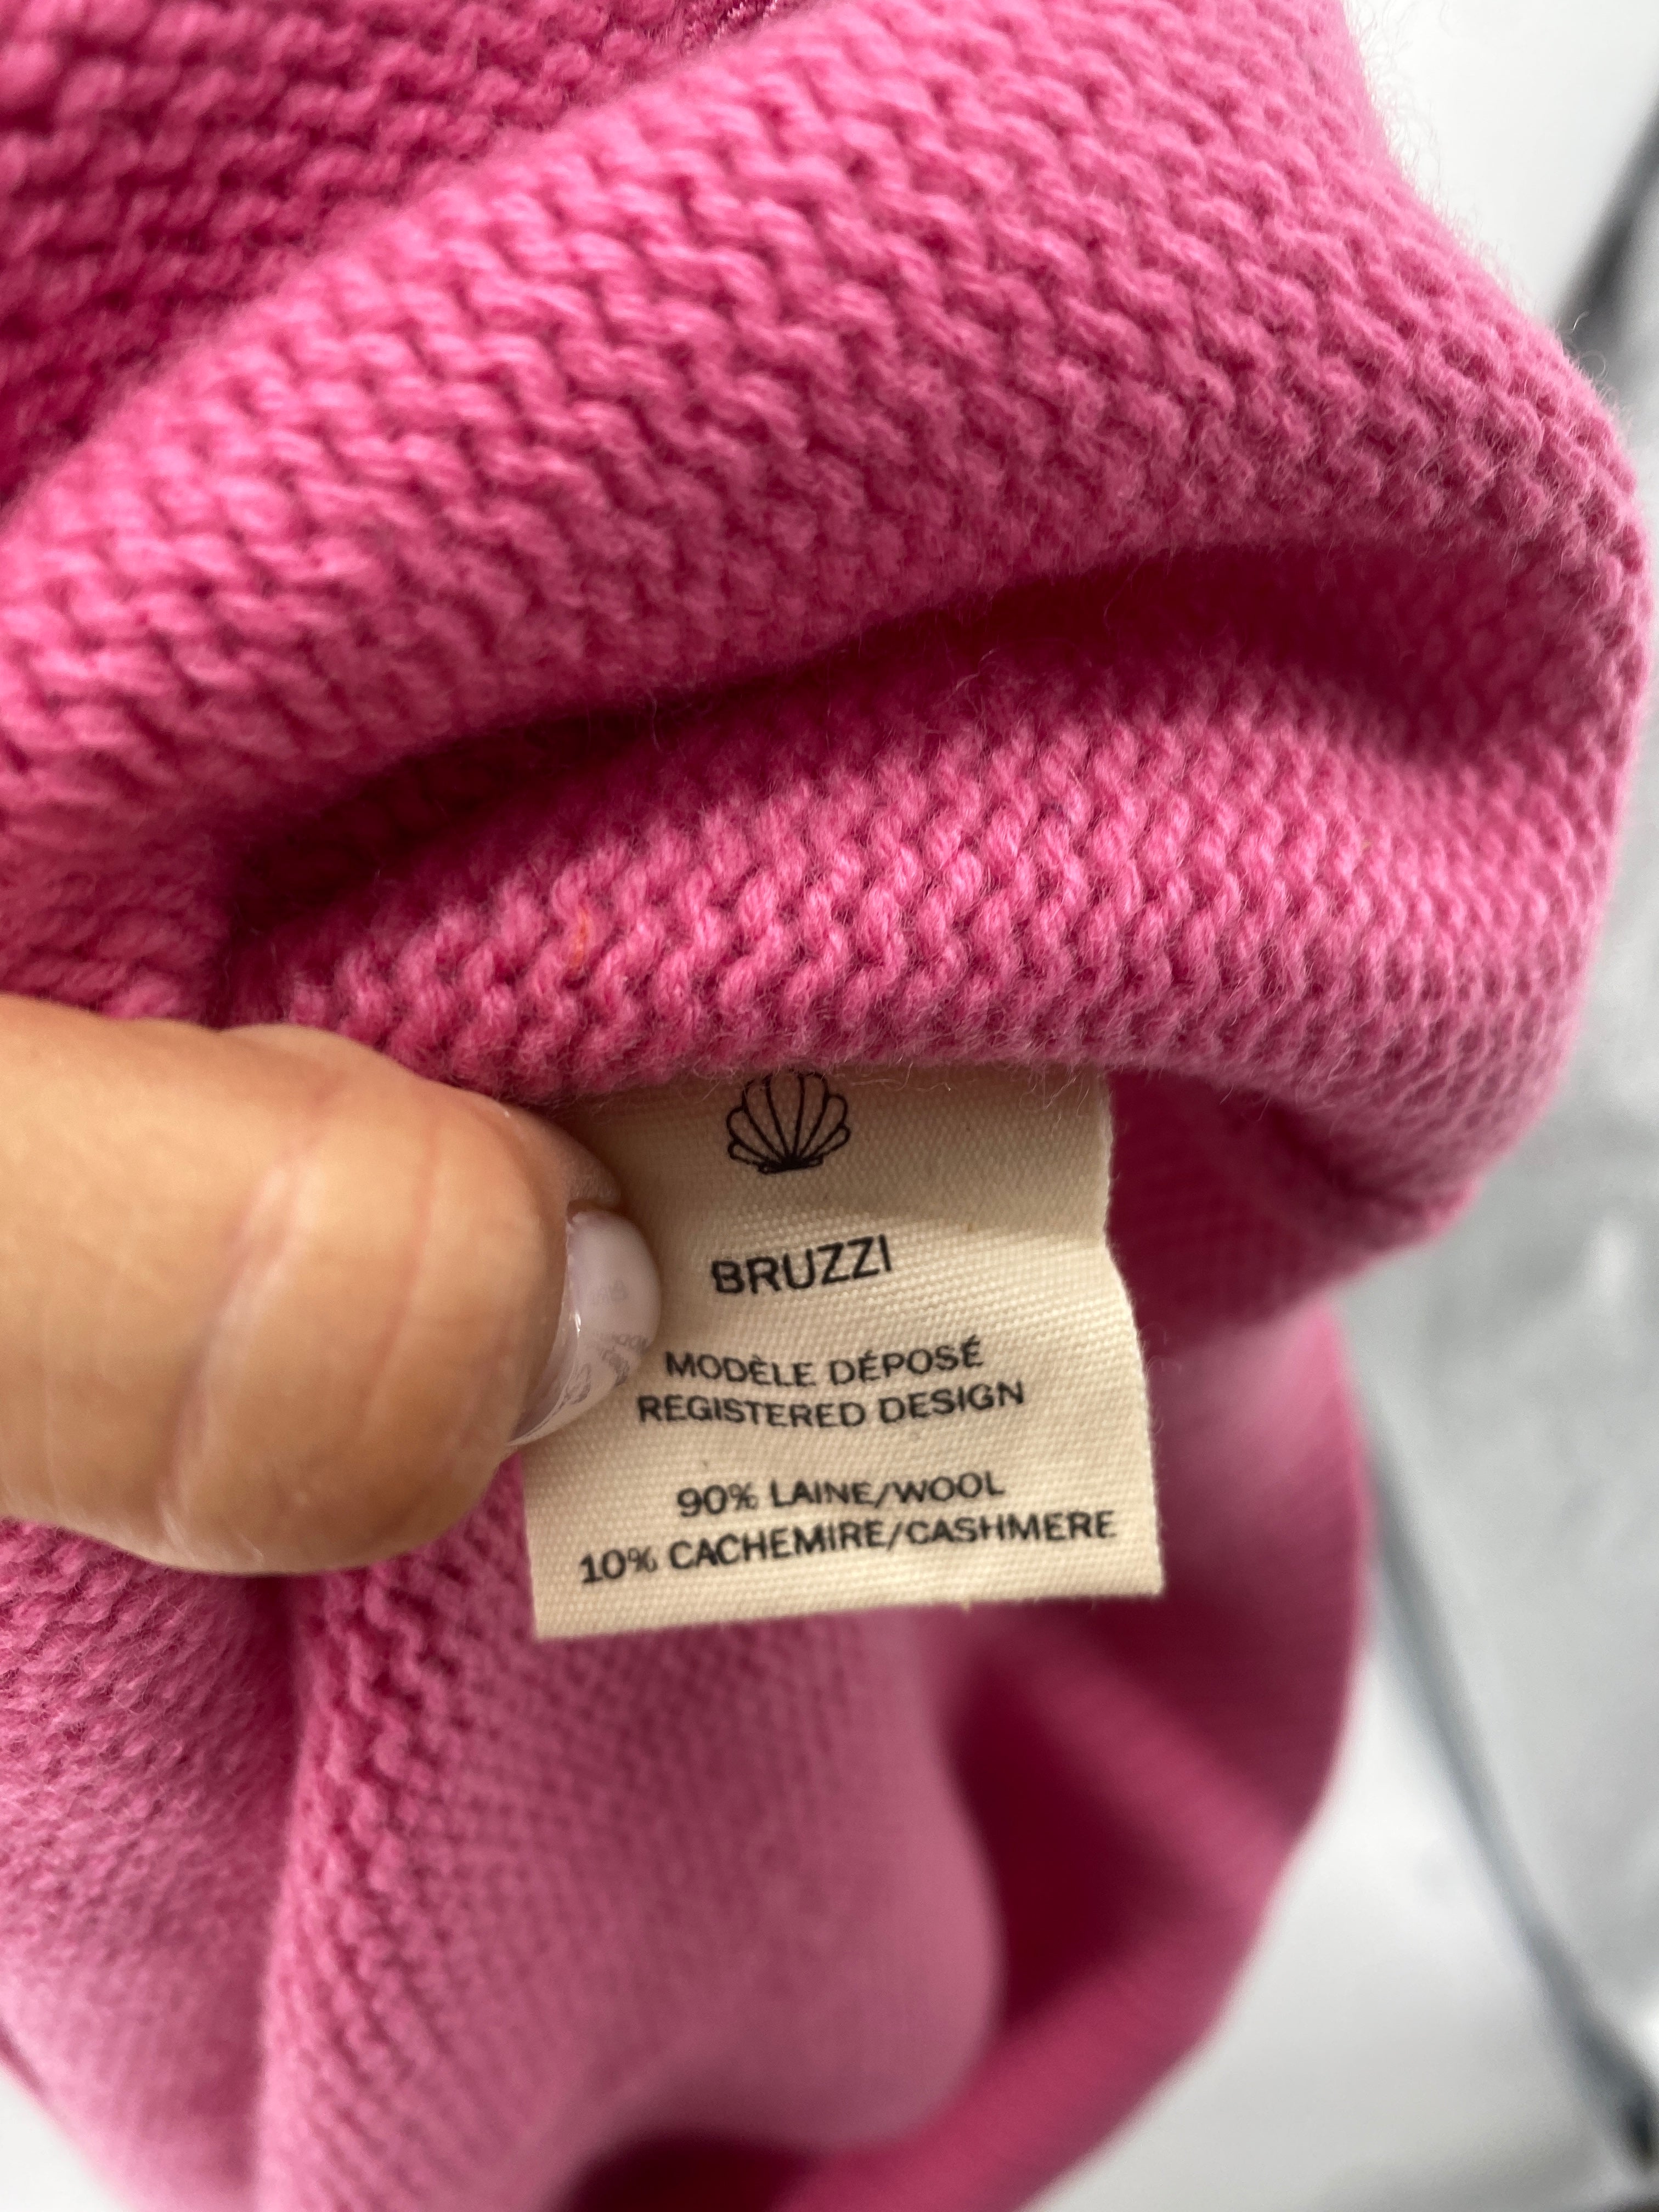 BRUZZI
MODÈLE DÉPOSÉ
REGISTERED DESIGN
90% LAINE/WOOL
10% CACHEMIRE/CASHMERE